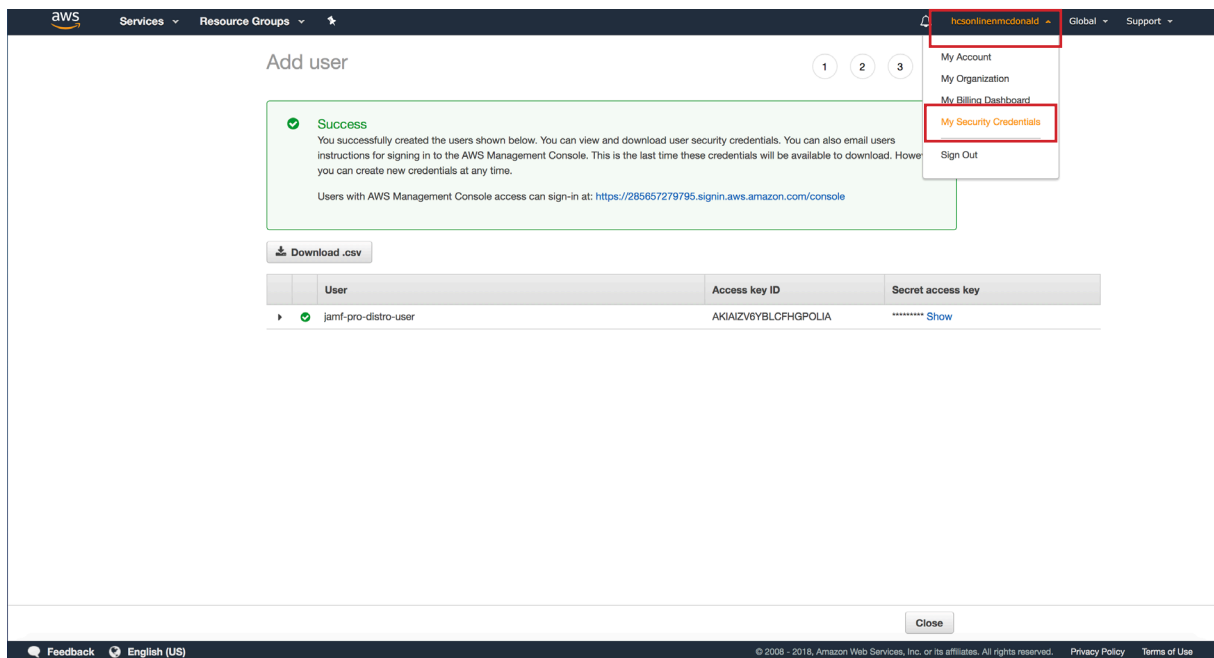 aws Services Resource Groups hcsonlinenmcdonald Global Support
Add user
1 2 3
My Account
My Organization
My Billing Dashboard
My Security Credentials
Sign Out
Success
You successfully created the users shown below. You can view and download user security credentials. You can also email users
instructions for signing in to the AWS Management Console. This is the last time these credentials will be available to download. Howe
you can create new credentials at any time.
Users with AWS Management Console access can sign-in at: https://285657279795.signin.aws.amazon.com/console
Download .csv
User Access key ID Secret access key
jamf-pro-distro-user AKIAIZV6YBLCFHGPOLIA ********* Show
Close
Feedback English (US) © 2008 - 2018, Amazon Web Services, Inc. or its affiliates. All rights reserved. Privacy Policy Terms of Use